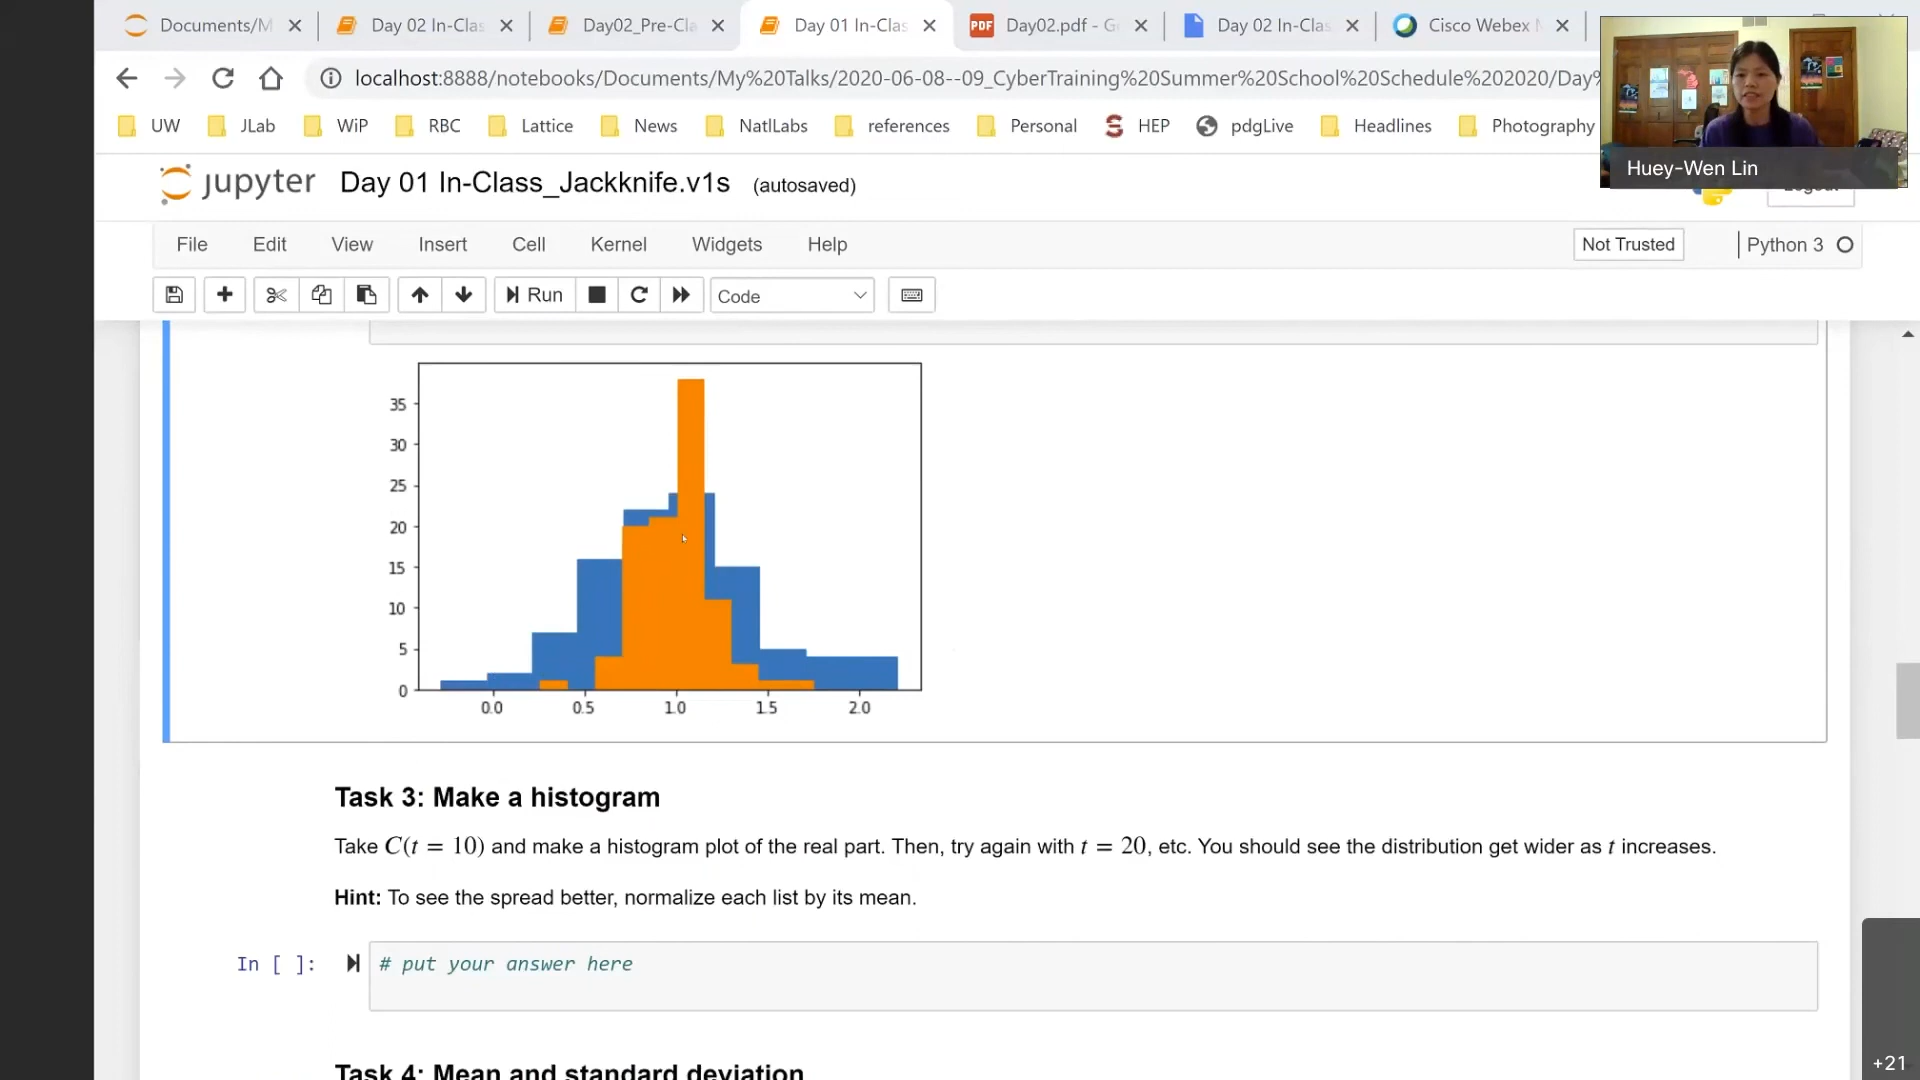 Documents/M
Day 02 In-Clas
Day02_Pre-Cla
Day 01 In-Clas
PDF
Day02.pdf - G
Day 02 In-Clas
Cisco Webex
localhost:8888/notebooks/Documents/My%20Talks/2020-06-08--09_CyberTraining%20Summer%20School%20Schedule%202020/Day%
UW
JLab
WiP
RBC
Lattice
News
NatlLabs
references
Personal
HEP
pdgLive
Headlines
Photography
Huey-Wen Lin
jupyter Day 01 In-Class_Jackknife.v1s (autosaved)
Logout
File Edit View Insert Cell Kernel Widgets Help
Not Trusted
Python 3
Run
Code
35
30
25
20
15
10
5
0
0.0 0.5 1.0 1.5 2.0
Task 3: Make a histogram
Take C(t = 10) and make a histogram plot of the real part. Then, try again with t = 20, etc. You should see the distribution get wider as t increases.
Hint: To see the spread better, normalize each list by its mean.
In [ ]:
# put your answer here
Task 4: Mean and standard deviation
+21